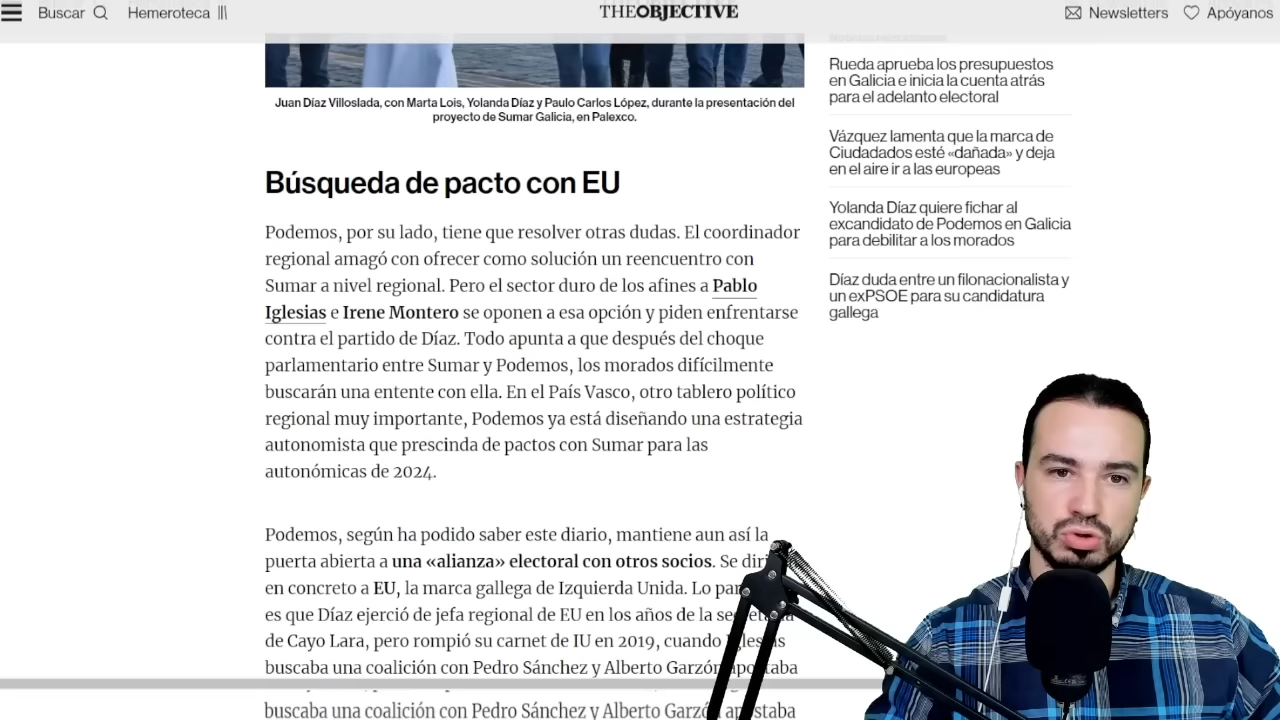 Buscar
Hemeroteca
THEOBJECTIVE
Newsletters
Apóyanos
Juan Díaz Villoslada, con Marta Lois, Yolanda Díaz y Paulo Carlos López, durante la presentación del
proyecto de Sumar Galicia, en Palexco.
Búsqueda de pacto con EU
Podemos, por su lado, tiene que resolver otras dudas. El coordinador
regional amagó con ofrecer como solución un reencuentro con
Sumar a nivel regional. Pero el sector duro de los afines a Pablo
Iglesias e Irene Montero se oponen a esa opción y piden enfrentarse
contra el partido de Díaz. Todo apunta a que después del choque
parlamentario entre Sumar y Podemos, los morados difícilmente
buscarán una entente con ella. En el País Vasco, otro tablero político
regional muy importante, Podemos ya está diseñando una estrategia
autonomista que prescinda de pactos con Sumar para las
autonómicas de 2024.
Podemos, según ha podido saber este diario, mantiene aun así la
puerta abierta a una «alianza» electoral con otros socios. Se
en concreto a EU, la marca gallega de Izquierda Unida. Lo
es que Díaz ejerció de jefa regional de EU en los años de la
de Cayo Lara, pero rompió su carnet de IU en 2019, cuando Iglesias
buscaba una coalición con Pedro Sánchez y Alberto Garzón apostaba
buscaba una coalición con Pedro Sánchez y Alberto Garzón apostaba
Rueda aprueba los presupuestos
en Galicia e inicia la cuenta atrás
para el adelanto electoral
Vázquez lamenta que la marca de
Ciudadados esté «dañada» y deja
en el aire ir a las europeas
Yolanda Díaz quiere fichar al
excandidato de Podemos en Galicia
para debilitar a los morados
Díaz duda entre un filonacionalista y
un exPSOE para su candidatura
gallega